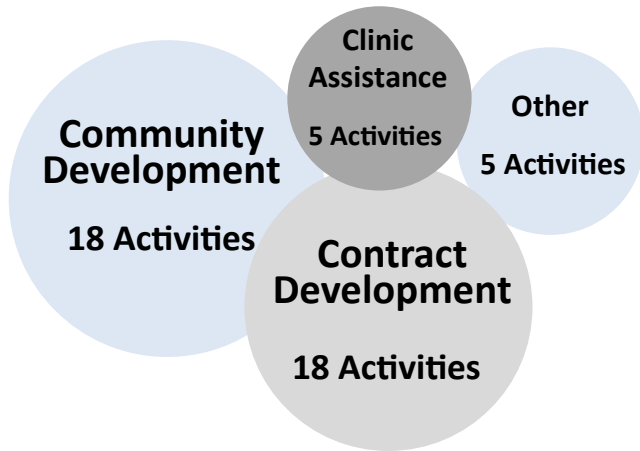 Community
Development
18 Activities
Clinic
Assistance
5 Activities
Other
5 Activities
Contract
Development
18 Activities